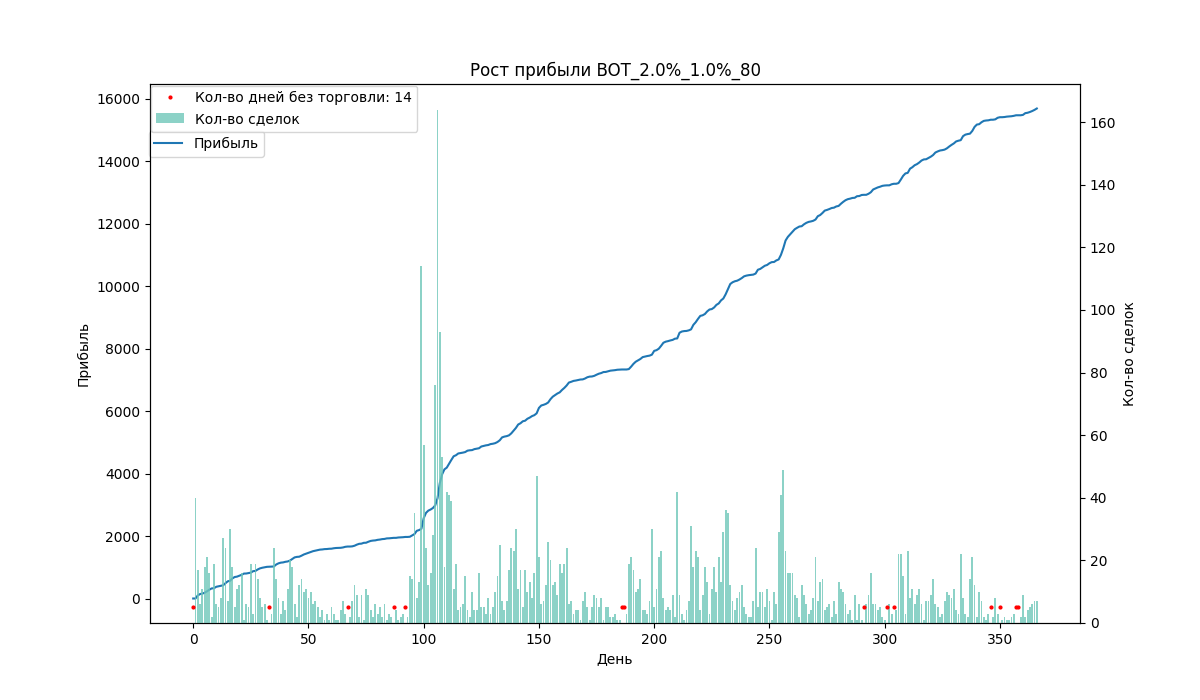 Рост прибыли BOT_2.0%_1.0%_80
Кол-во дней без торговли: 14
Кол-во сделок
Прибыль
16000
14000
12000
10000
8000
6000
4000
2000
0
Прибыль
160
140
120
100
80
60
40
20
0
Кол-во сделок
0 50 100 150 200 250 300 350
День